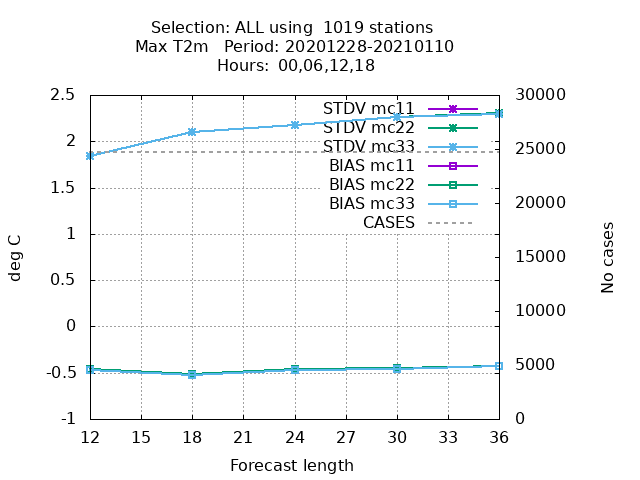 Selection: ALL using  1019 stations
Max T2m   Period: 20201228-20210110
Hours:  00,06,12,18
STDV mc11
STDV mc22
STDV mc33
BIAS mc11
BIAS mc22
BIAS mc33
CASES
2.5
2
1.5
1
0.5
0
-0.5
-1
deg C
30000
25000
20000
15000
10000
5000
0
No cases
12 15 18 21 24 27 30 33 36
Forecast length